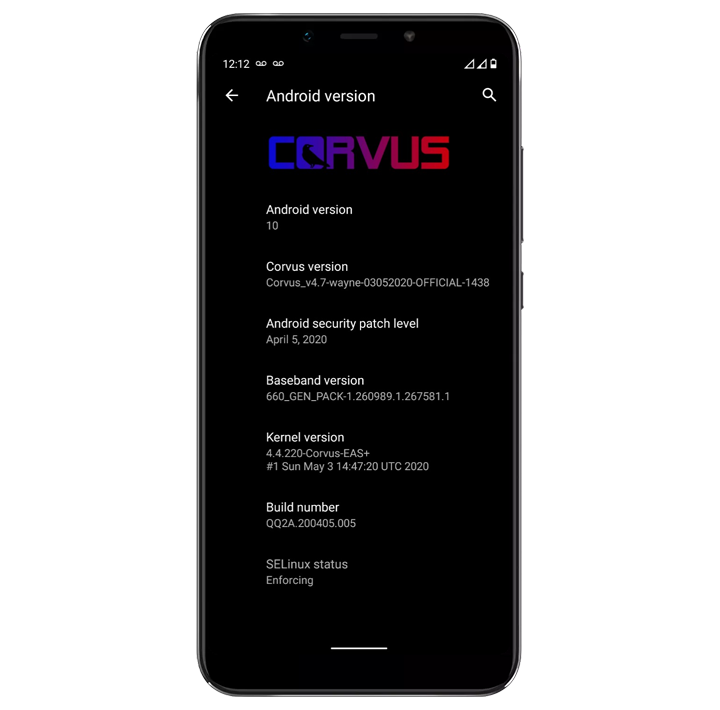 12:12
Android version
CORVUS
Android version
10
Corvus version
Corvus_v4.7-wayne-03052020-OFFICIAL-1438
Android security patch level
April 5, 2020
Baseband version
660_GEN_PACK-1.260989.1.267581.1
Kernel version
4.4.220-Corvus-EAS+
#1 Sun May 3 14:47:20 UTC 2020
Build number
QQ2A.200405.005
SELinux status
Enforcing